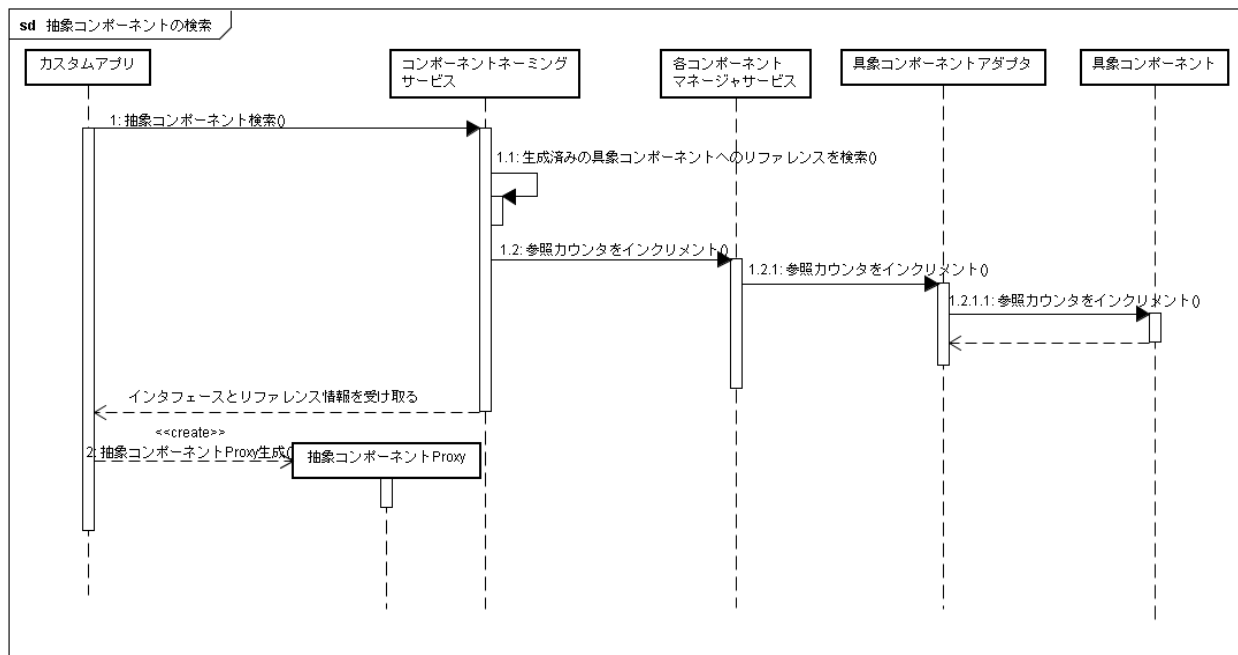 sd 抽象コンポーネントの検索
カスタムアプリ
コンポーネントネーミング
サービス
各コンポーネント
マネージャサービス
具象コンポーネントアダプタ
具象コンポーネント
1: 抽象コンポーネント検索()
1.1: 生成済みの具象コンポーネントへのリファレンスを検索()
1.2: 参照カウンタをインクリメント()
1.2.1: 参照カウンタをインクリメント()
1.2.1.1: 参照カウンタをインクリメント()
インタフェースとリファレンス情報を受け取る
<<create>>
2: 抽象コンポーネントProxy生成()
抽象コンポーネントProxy